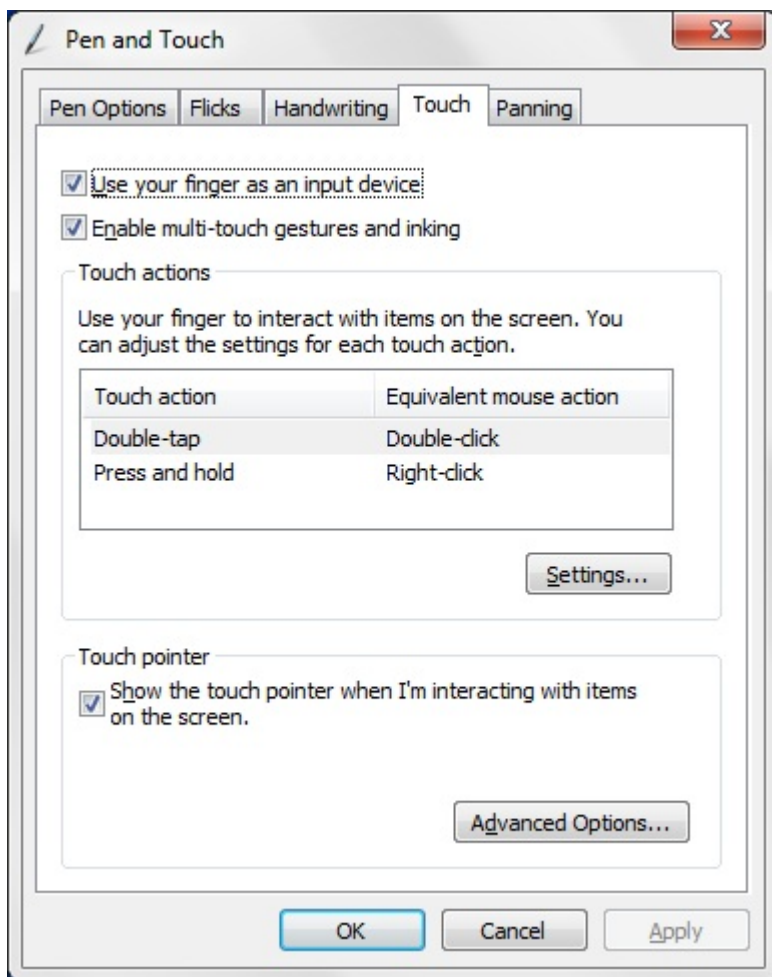 Pen and Touch
Pen Options Flicks Handwriting Touch Panning
Use your finger as an input device
Enable multi-touch gestures and inking
Touch actions
Use your finger to interact with items on the screen. You
can adjust the settings for each touch action.
Touch action Equivalent mouse action
Double-tap Double-click
Press and hold Right-click
Settings...
Touch pointer
Show the touch pointer when I'm interacting with items
on the screen.
Advanced Options...
OK Cancel Apply